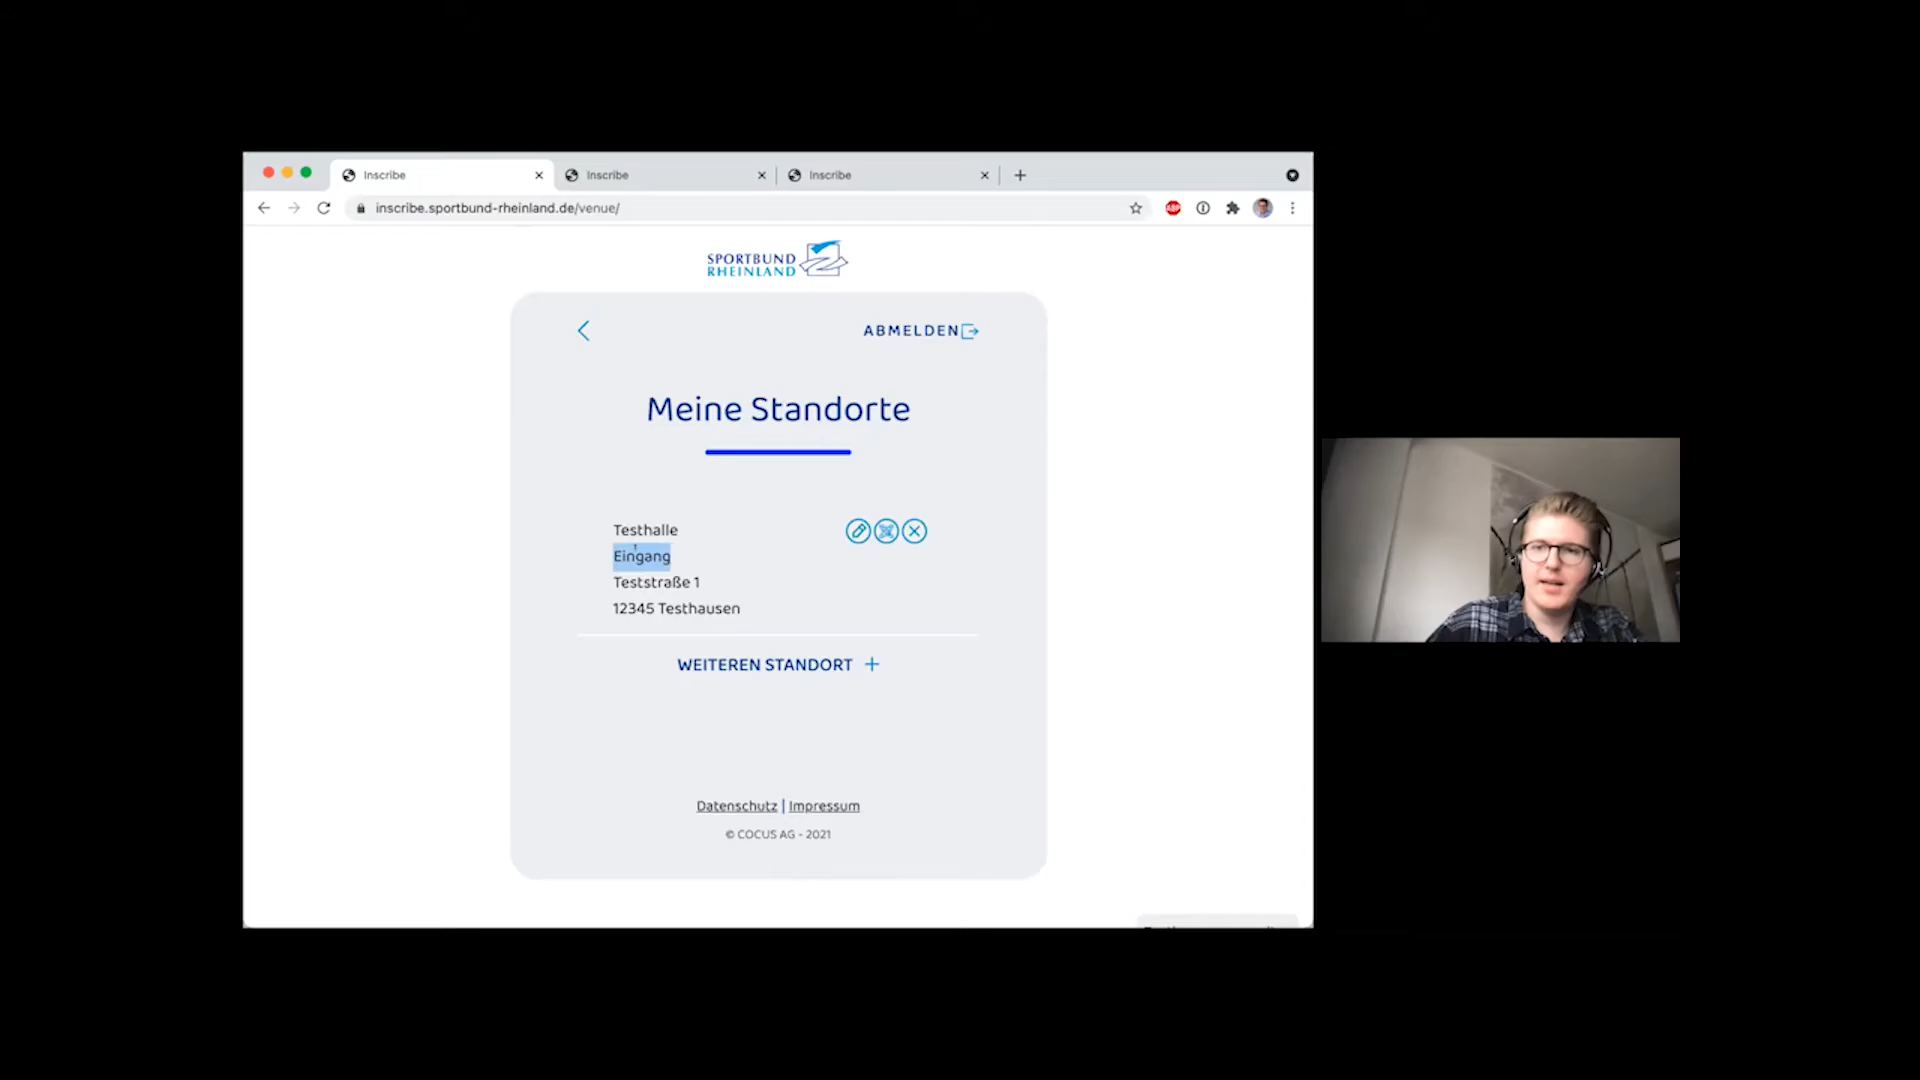 Inscribe
Inscribe
Inscribe
inscribe.sportbund-rheinland.de/venue/
ABP
SPORTBUND
RHEINLAND
ABMELDEN
Meine Standorte
Testhalle
Eingang
Teststraße 1
12345 Testhausen
WEITEREN STANDORT +
Datenschutz | Impressum
© COCUS AG - 2021